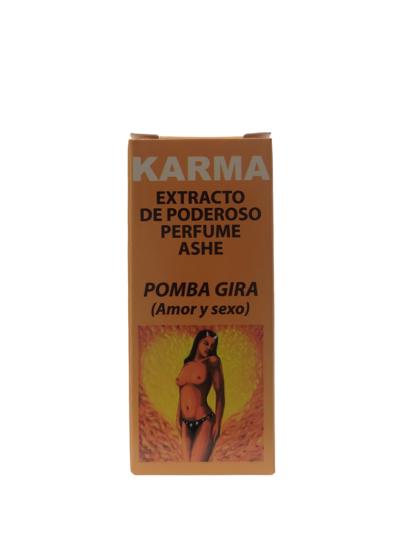 KARMA
EXTRACTO
DE PODEROSO
PERFUME
ASHE
POMBA GIRA
(Amor y sexo)